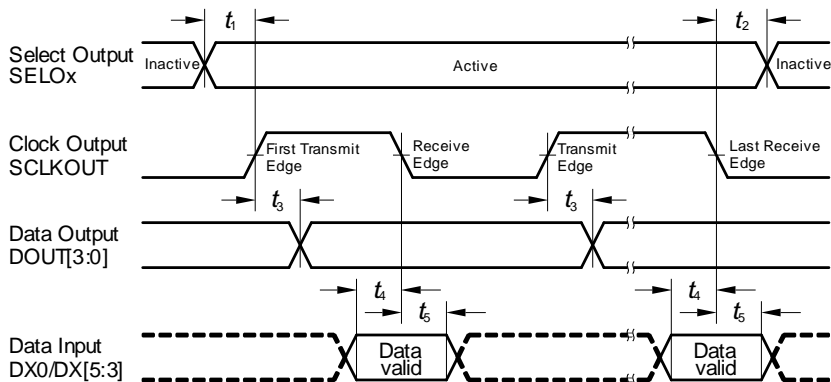 t1
t2
Select Output
SELOx
Inactive
Active
Inactive
Clock Output
SCLKOUT
First Transmit
Edge
Receive
Edge
Transmit
Edge
Last Receive
Edge
t3
t3
Data Output
DOUT[3:0]
t4
t5
t4
t5
Data Input
DX0/DX[5:3]
Data
valid
Data
valid